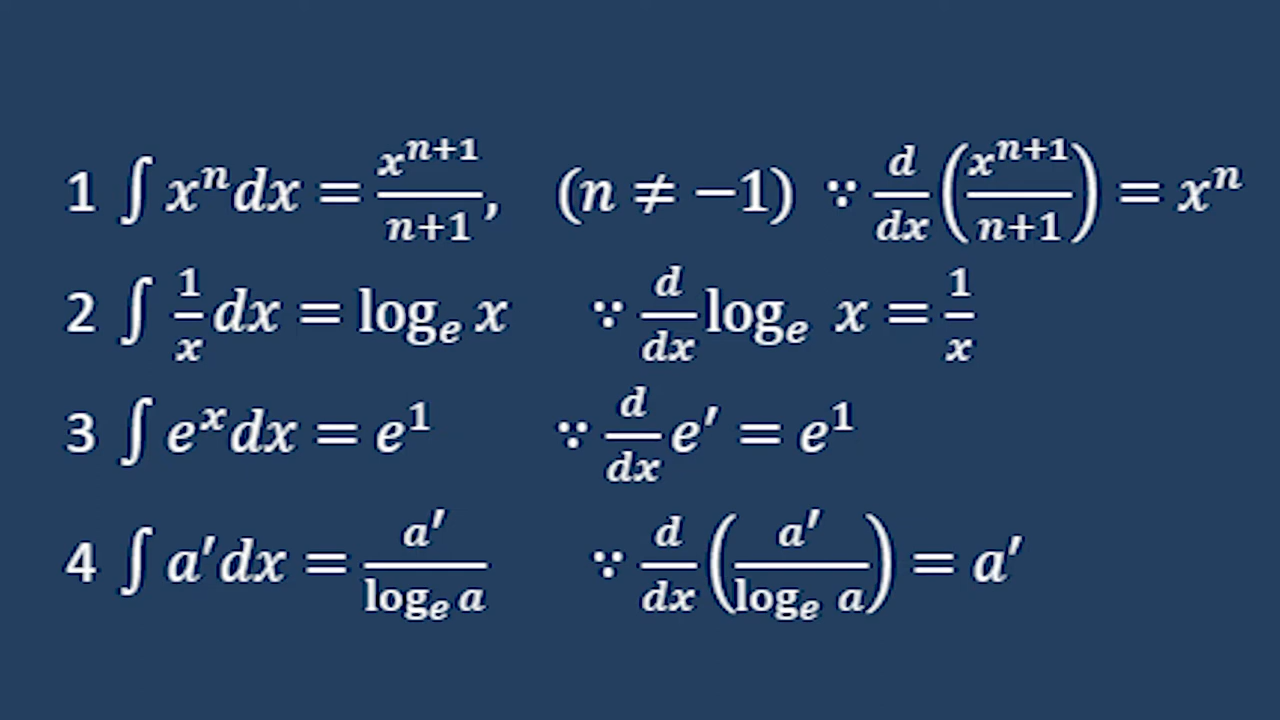 1 ∫ xⁿdx = xⁿ⁺¹/n+1, (n ≠ −1) ∵ d/dx (xⁿ⁺¹/n+1) = xⁿ
2 ∫ 1/x dx = logₑ x ∵ d/dx logₑ x = 1/x
3 ∫ eˣdx = e¹ ∵ d/dx e′ = e¹
4 ∫ a′dx = a′/logₑ a ∵ d/dx (a′/logₑ a) = a′